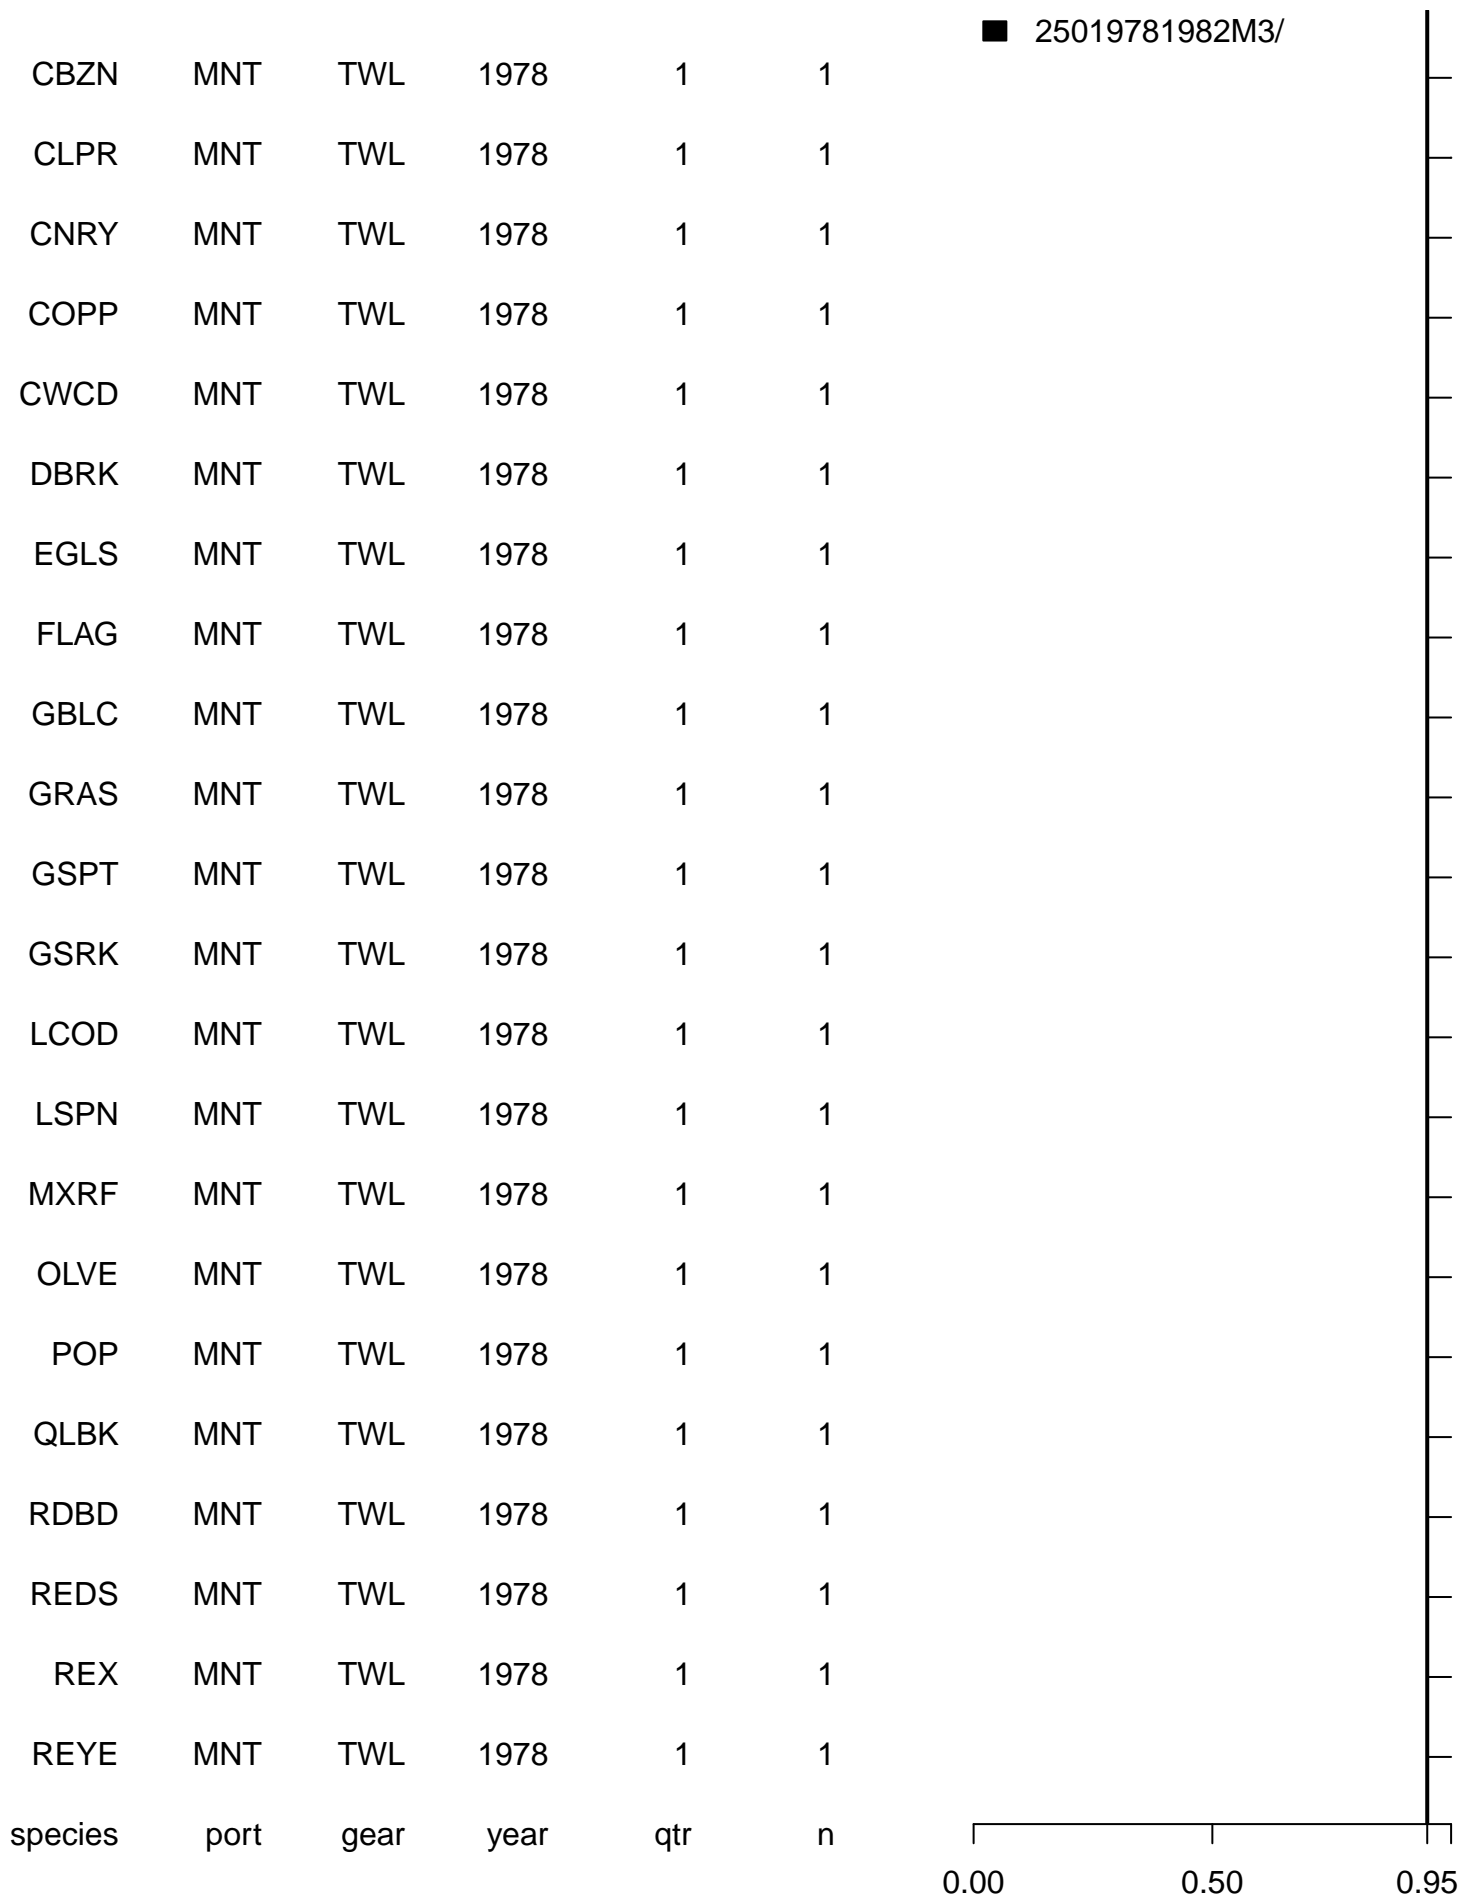 25019781982M3/
CBZN MNT TWL 1978 1 1
CLPR MNT TWL 1978 1 1
CNRY MNT TWL 1978 1 1
COPP MNT TWL 1978 1 1
CWCD MNT TWL 1978 1 1
DBRK MNT TWL 1978 1 1
EGLS MNT TWL 1978 1 1
FLAG MNT TWL 1978 1 1
GBLC MNT TWL 1978 1 1
GRAS MNT TWL 1978 1 1
GSPT MNT TWL 1978 1 1
GSRK MNT TWL 1978 1 1
LCOD MNT TWL 1978 1 1
LSPN MNT TWL 1978 1 1
MXRF MNT TWL 1978 1 1
OLVE MNT TWL 1978 1 1
POP MNT TWL 1978 1 1
QLBK MNT TWL 1978 1 1
RDBD MNT TWL 1978 1 1
REDS MNT TWL 1978 1 1
REX MNT TWL 1978 1 1
REYE MNT TWL 1978 1 1
species port gear year qtr n
0.00 0.50 0.95